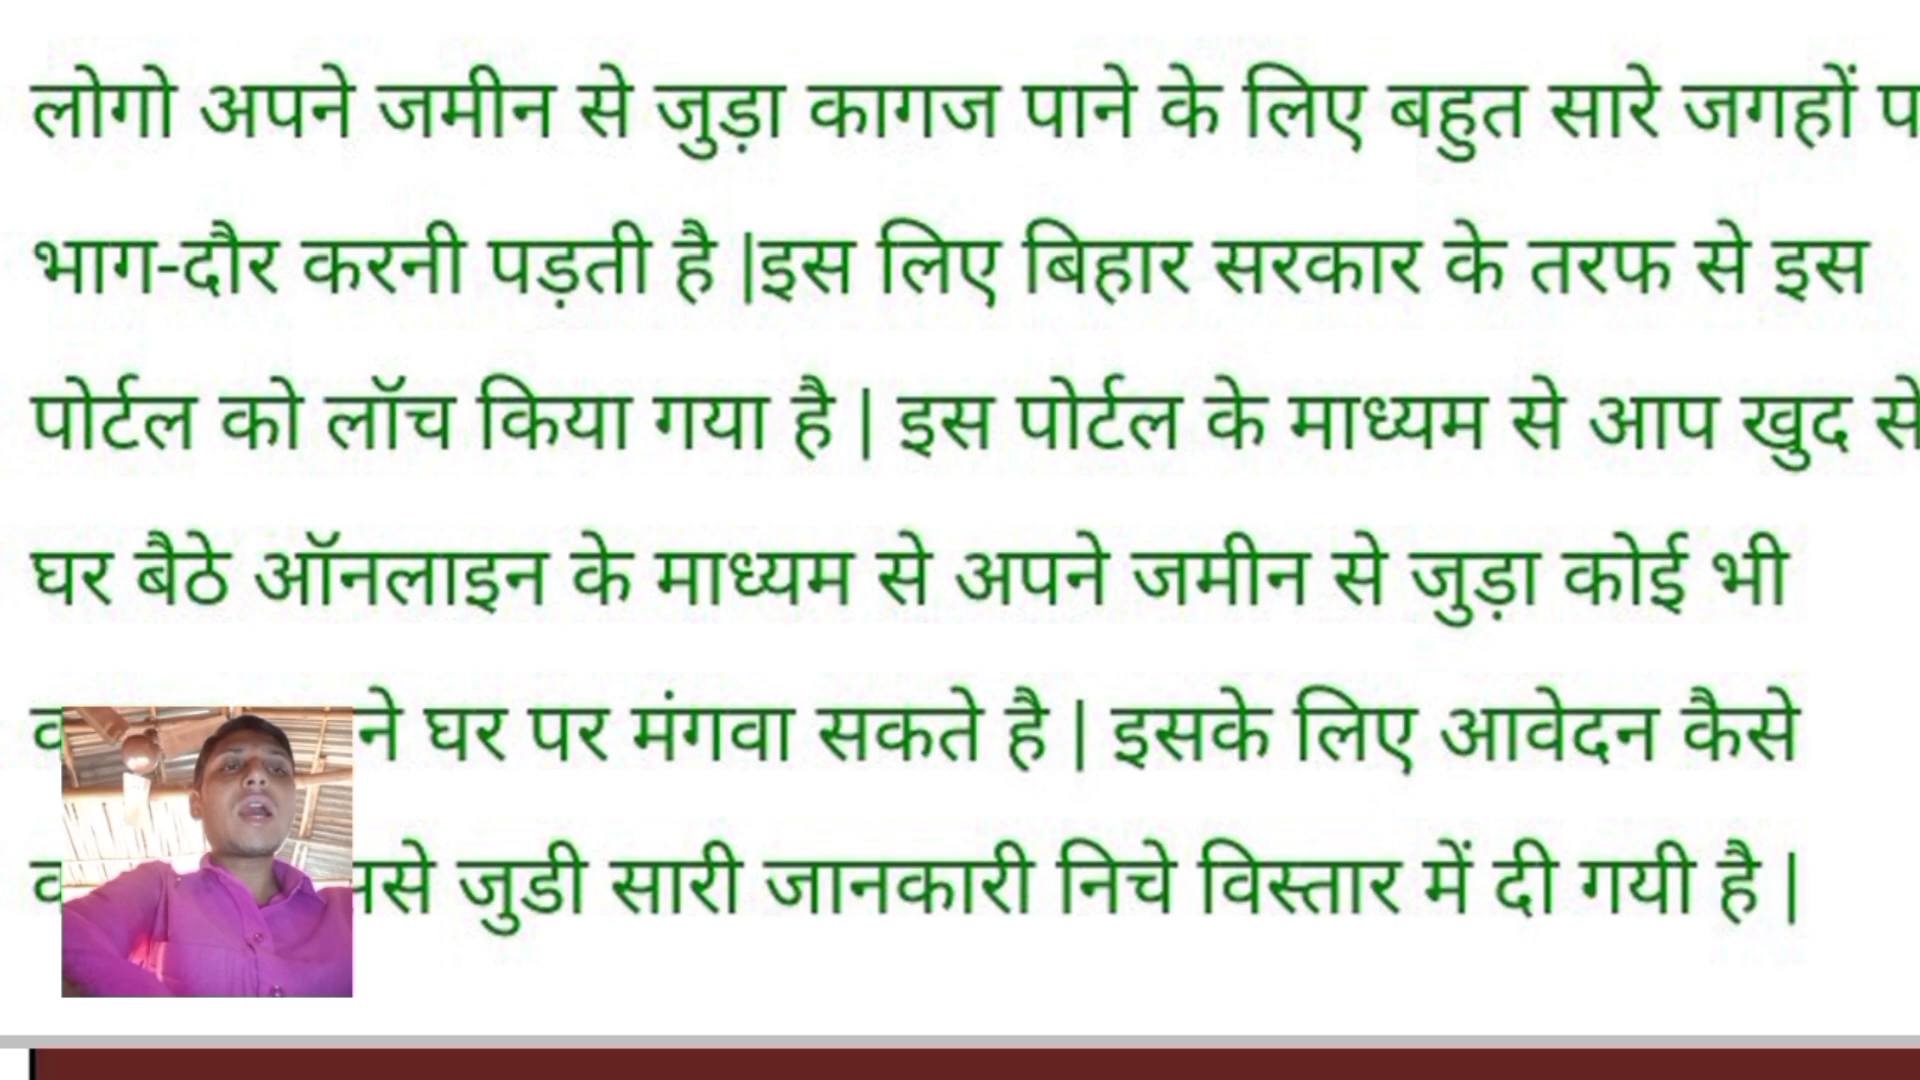 लोगो अपने जमीन से जुड़ा कागज पाने के लिए बहुत सारे जगहों
भाग-दौर करनी पड़ती है |इस लिए बिहार सरकार के तरफ से इस
पोर्टल को लॉच किया गया है | इस पोर्टल के माध्यम से आप खुद से
घर बैठे ऑनलाइन के माध्यम से अपने जमीन से जुड़ा कोई भी
घर पर मंगवा सकते है | इसके लिए आवेदन कैसे
जुडी सारी जानकारी निचे विस्तार में दी गयी है |